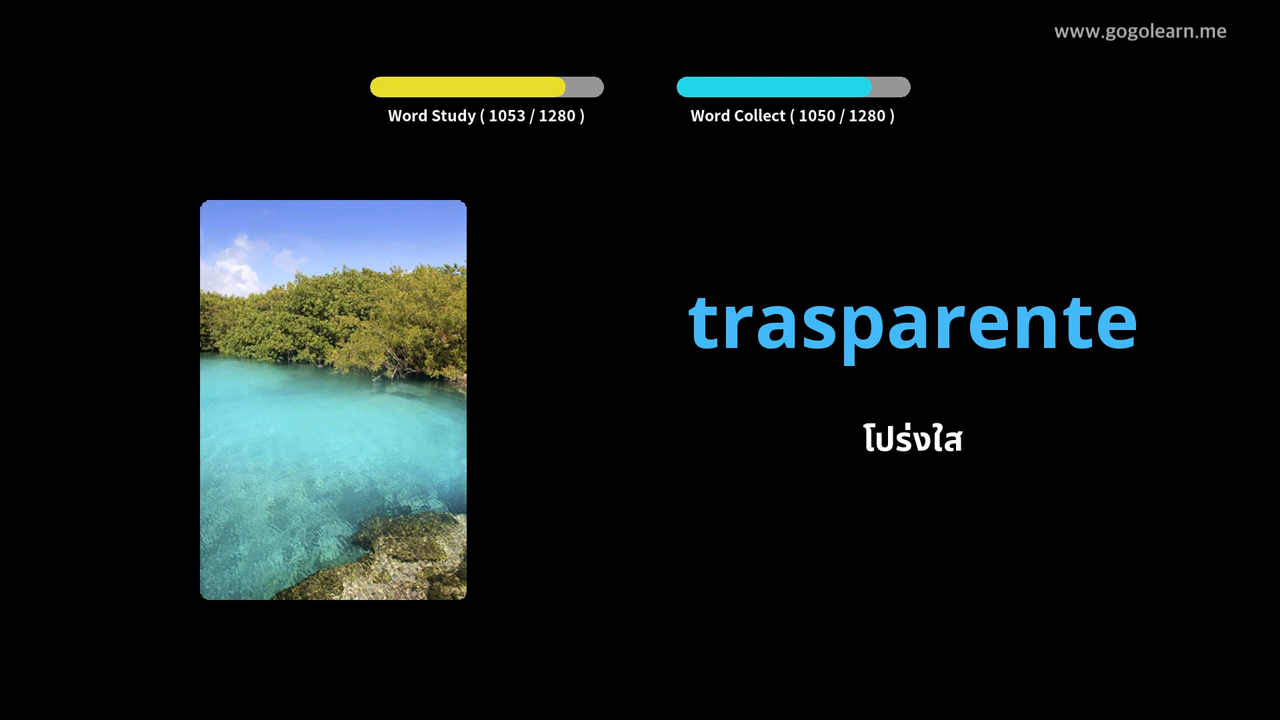 www.gogolearn.me
Word Study ( 1053 / 1280 )
Word Collect ( 1050 / 1280 )
trasparente
โปร่งใส